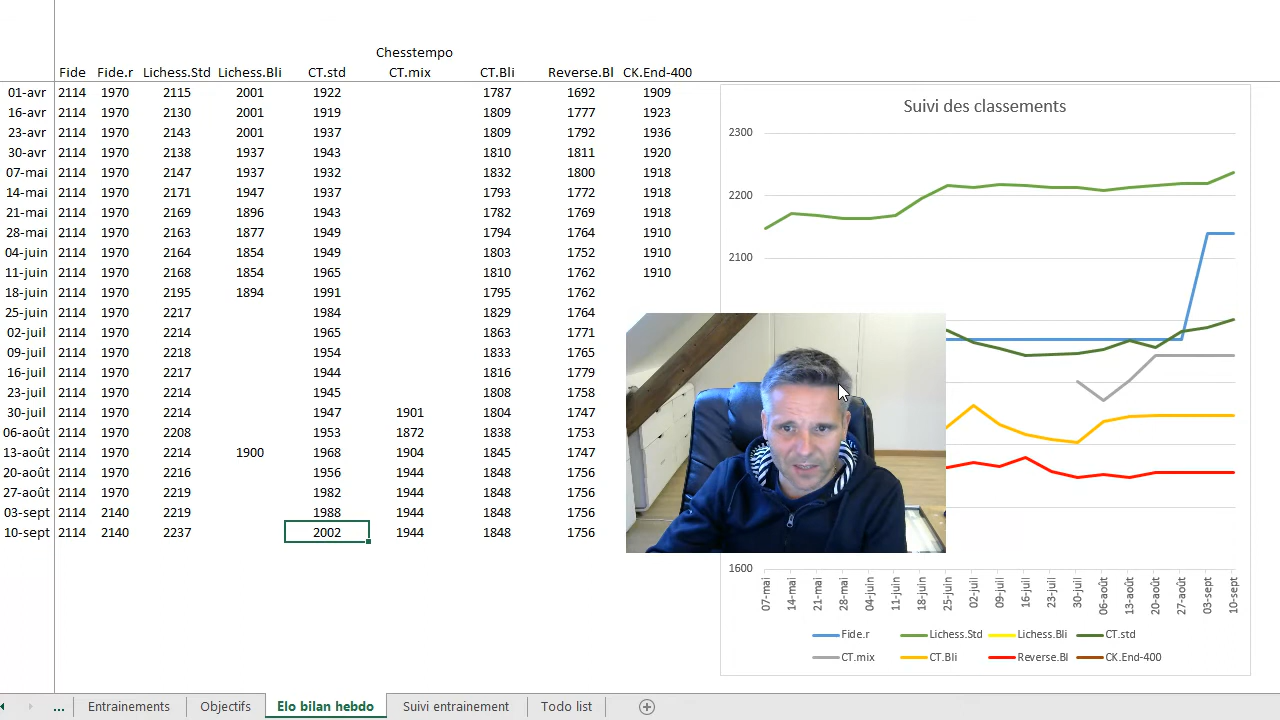 Chesstempo
Fide Fide.r Lichess.Std Lichess.Bli CT.std CT.mix CT.Bli Reverse.Bl CK.End-400
01-avr 2114 1970 2115 2001 1922 1787 1692 1909
16-avr 2114 1970 2130 2001 1919 1809 1777 1923
23-avr 2114 1970 2143 2001 1937 1809 1792 1936
30-avr 2114 1970 2138 1937 1943 1810 1811 1920
07-mai 2114 1970 2147 1937 1932 1832 1800 1918
14-mai 2114 1970 2171 1947 1937 1793 1772 1918
21-mai 2114 1970 2169 1896 1943 1782 1769 1918
28-mai 2114 1970 2163 1877 1949 1794 1764 1910
04-juin 2114 1970 2164 1854 1949 1803 1752 1910
11-juin 2114 1970 2168 1854 1965 1810 1762 1910
18-juin 2114 1970 2195 1894 1991 1795 1762
25-juin 2114 1970 2217 1984 1829 1764
02-juil 2114 1970 2214 1965 1863 1771
09-juil 2114 1970 2218 1954 1833 1765
16-juil 2114 1970 2217 1944 1816 1779
23-juil 2114 1970 2214 1945 1808 1758
30-juil 2114 1970 2214 1947 1901 1804 1747
06-août 2114 1970 2208 1953 1872 1838 1753
13-août 2114 1970 2214 1900 1968 1904 1845 1747
20-août 2114 1970 2216 1956 1944 1848 1756
27-août 2114 1970 2219 1982 1944 1848 1756
03-sept 2114 2140 2219 1988 1944 1848 1756
10-sept 2114 2140 2237 2002 1944 1848 1756
Suivi des classements
2300
2200
2100
1600
07-mai 14-mai 21-mai 28-mai 04-juin 11-juin 18-juin 25-juin 02-juil 09-juil 16-juil 23-juil 30-juil 06-août 13-août 20-août 27-août 03-sept 10-sept
Fide.r Lichess.Std Lichess.Bli CT.std
CT.mix CT.Bli Reverse.Bl CK.End-400
... Entrainements Objectifs Elo bilan hebdo Suivi entrainement Todo list